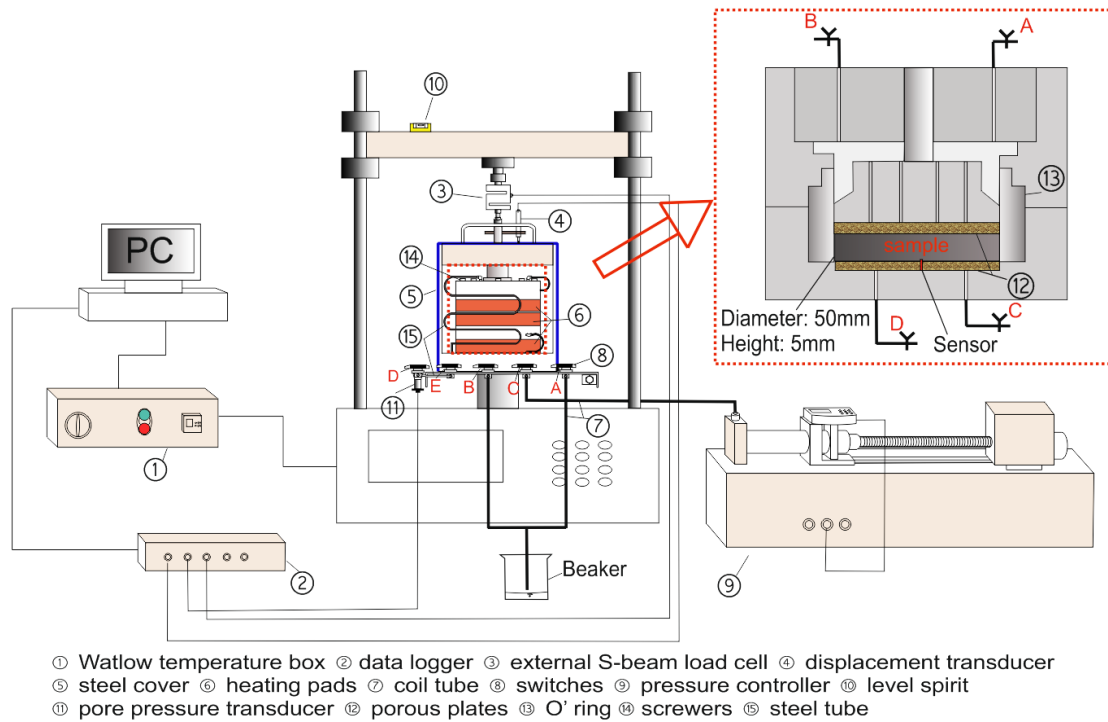 B
A
⑩
⑬
③
④
sample
PC
⑭
⑤
⑥
⑫
C
Diameter: 50mm
D
Height: 5mm
Sensor
⑮
⑧
D
E
B
C
A
⑪
⑦
①
②
Beaker
⑨
① Watlow temperature box ② data logger ③ external S-beam load cell ④ displacement transducer
⑤ steel cover ⑥ heating pads ⑦ coil tube ⑧ switches ⑨ pressure controller ⑩ level spirit
⑪ pore pressure transducer ⑫ porous plates ⑬ O' ring ⑭ screwers ⑮ steel tube